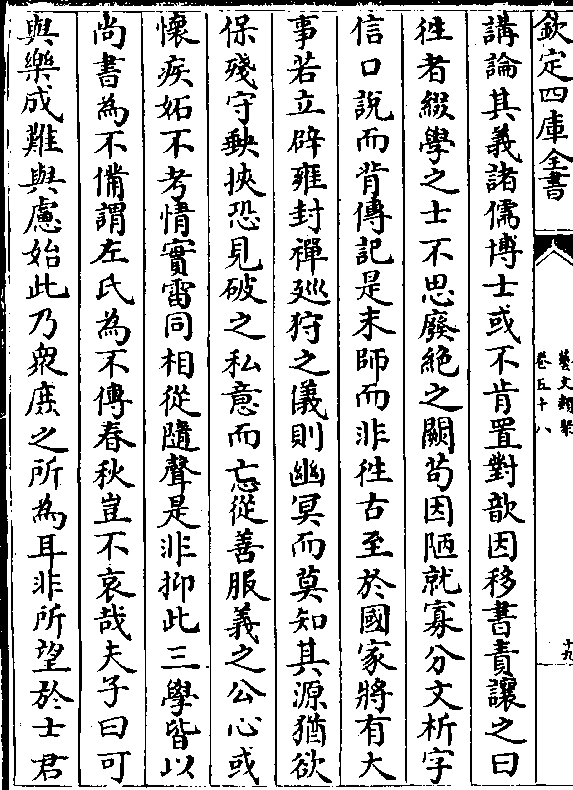 欽定四庫全書
藝文類聚
卷五十八
十九
講論其義諸儒博士或不肯置對歆因移書責讓之曰
徃者綴學之士不思廢絶之闕苟因陋就寡分文析字
信口說而背傳記是末師而非徃古至於國家將有大
事若立辟雍封禪廵狩之儀則幽冥而莫知其源猶欲
保殘守缺挾恐見破之私意而忘從善服義之公心或
懷疾妬不考情實雷同相從隨聲是非抑此三學皆以
尚書為不備謂左氏為不傳春秋豈不哀哉夫子曰可
與樂成難與慮始此乃衆庶之所為耳非所望於士君